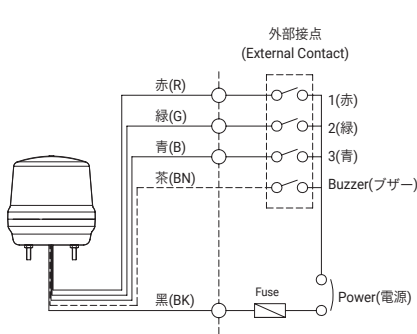 外部接点
(External Contact)
赤(R)
1(赤)
緑(G)
2(緑)
青(B)
3(青)
茶(BN)
Buzzer(ブザー)
黒(BK)
Fuse
Power(電源)